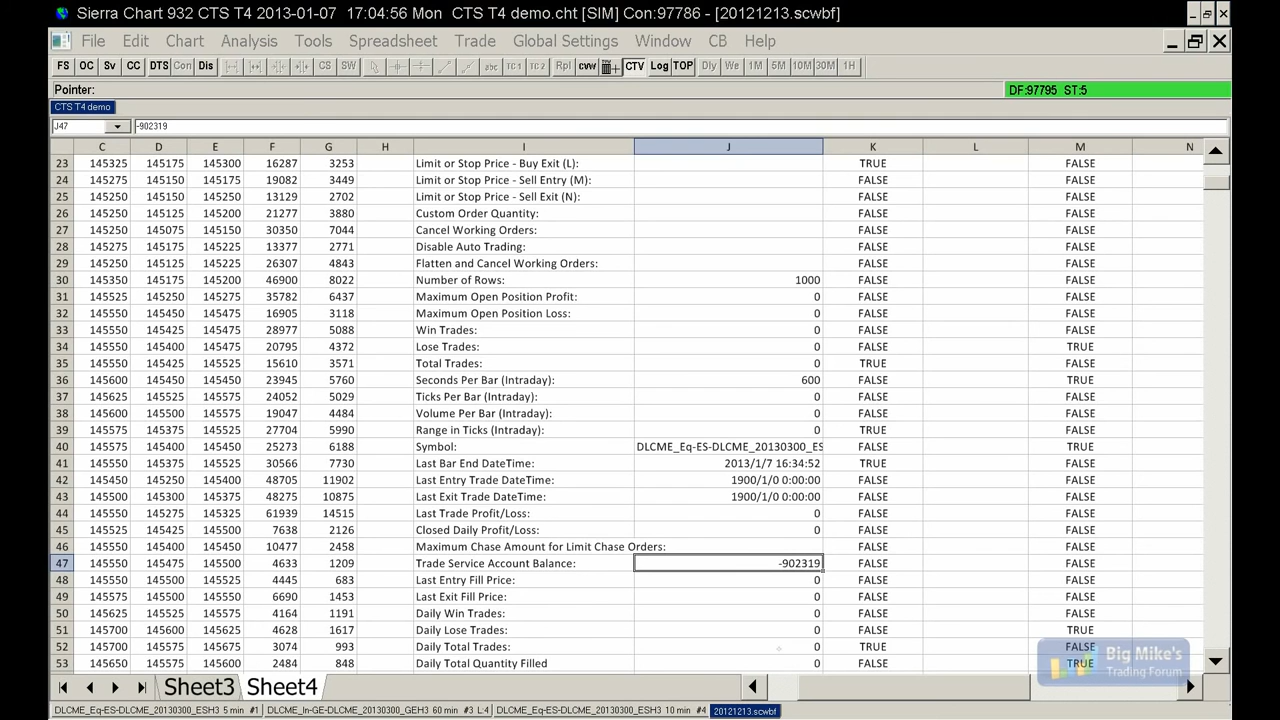 Sierra Chart 932 CTS T4 2013-01-07 17:04:56 Mon CTS T4 demo.cht [SIM] Con:97786 - [20121213.scwbf]
File Edit Chart Analysis Tools Spreadsheet Trade Global Settings Window CB Help
FS OC Sv CC DTS Con Dis CS SW abc TC1 TC2 Rpl CVW CTV Log TOP Dly We 1M 5M 10M 30M 1H
Pointer: DF:97795 ST:5
CTS T4 demo
J47 -902319
C D E F G H I J K L M N
23 145325 145175 145300 16287 3253 Limit or Stop Price - Buy Exit (L): TRUE FALSE
24 145275 145150 145175 19082 3449 Limit or Stop Price - Sell Entry (M): FALSE FALSE
25 145250 145150 145250 13129 2702 Limit or Stop Price - Sell Exit (N): FALSE FALSE
26 145250 145125 145200 21277 3880 Custom Order Quantity: FALSE FALSE
27 145250 145075 145150 30350 7044 Cancel Working Orders: FALSE FALSE
28 145275 145175 145225 13377 2771 Disable Auto Trading: FALSE FALSE
29 145250 145125 145225 26307 4843 Flatten and Cancel Working Orders: FALSE FALSE
30 145350 145175 145200 46900 8022 Number of Rows: 1000 FALSE FALSE
31 145525 145250 145275 35782 6437 Maximum Open Position Profit: 0 FALSE FALSE
32 145550 145475 145475 16905 3118 Maximum Open Position Loss: 0 FALSE FALSE
33 145550 145425 145475 28977 5088 Win Trades: 0 FALSE FALSE
34 145550 145400 145475 20795 4372 Lose Trades: 0 FALSE TRUE
35 145550 145425 145525 15610 3571 Total Trades: 0 TRUE FALSE
36 145600 145450 145450 23945 5760 Seconds Per Bar (Intraday): 600 FALSE TRUE
37 145625 145525 145575 24052 5029 Ticks Per Bar (Intraday): 0 FALSE FALSE
38 145600 145500 145575 19047 4484 Volume Per Bar (Intraday): 0 FALSE FALSE
39 145575 145500 145525 27704 5990 Range in Ticks (Intraday): 0 TRUE FALSE
40 145575 145400 145450 25273 6188 Symbol: DLCME_Eq-ES-DLCME_20130300_ES FALSE TRUE
41 145550 145375 145525 30566 7730 Last Bar End DateTime: 2013/1/7 16:34:52 TRUE FALSE
42 145450 145250 145375 48705 11902 Last Entry Trade DateTime: 1900/1/0 0:00:00 FALSE FALSE
43 145500 145300 145375 48275 10875 Last Exit Trade DateTime: 1900/1/0 0:00:00 FALSE FALSE
44 145550 145275 145325 61939 14515 Last Trade Profit/Loss: 0 FALSE FALSE
45 145525 145425 145500 7638 2126 Closed Daily Profit/Loss: 0 FALSE FALSE
46 145550 145400 145450 10477 2458 Maximum Chase Amount for Limit Chase Orders: FALSE FALSE
47 145550 145475 145500 4633 1209 Trade Service Account Balance: -902319 FALSE FALSE
48 145550 145500 145525 4445 683 Last Entry Fill Price: 0 FALSE FALSE
49 145575 145500 145525 6690 1453 Last Exit Fill Price: 0 FALSE FALSE
50 145625 145525 145575 4164 1191 Daily Win Trades: 0 FALSE FALSE
51 145700 145600 145625 4628 1617 Daily Lose Trades: 0 FALSE TRUE
52 145700 145575 145675 3074 993 Daily Total Trades: 0 TRUE FALSE
53 145650 145575 145600 2484 848 Daily Total Quantity Filled 0 FALSE TRUE
Big Mike's
Trading Forum
Sheet3 Sheet4
DLCME_Eq-ES-DLCME_20130300_ESH3 5 min #1 DLCME_In-GE-DLCME_20130300_GEH3 60 min #3 L:4 DLCME_Eq-ES-DLCME_20130300_ESH3 10 min #4 20121213.scwbf